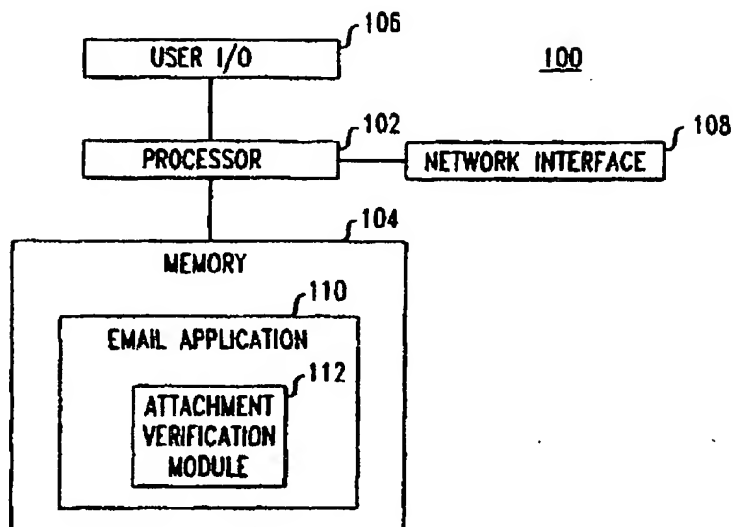 106
USER I/O
100
102
108
PROCESSOR
NETWORK INTERFACE
104
MEMORY
110
EMAIL APPLICATION
112
ATTACHMENT
VERIFICATION
MODULE